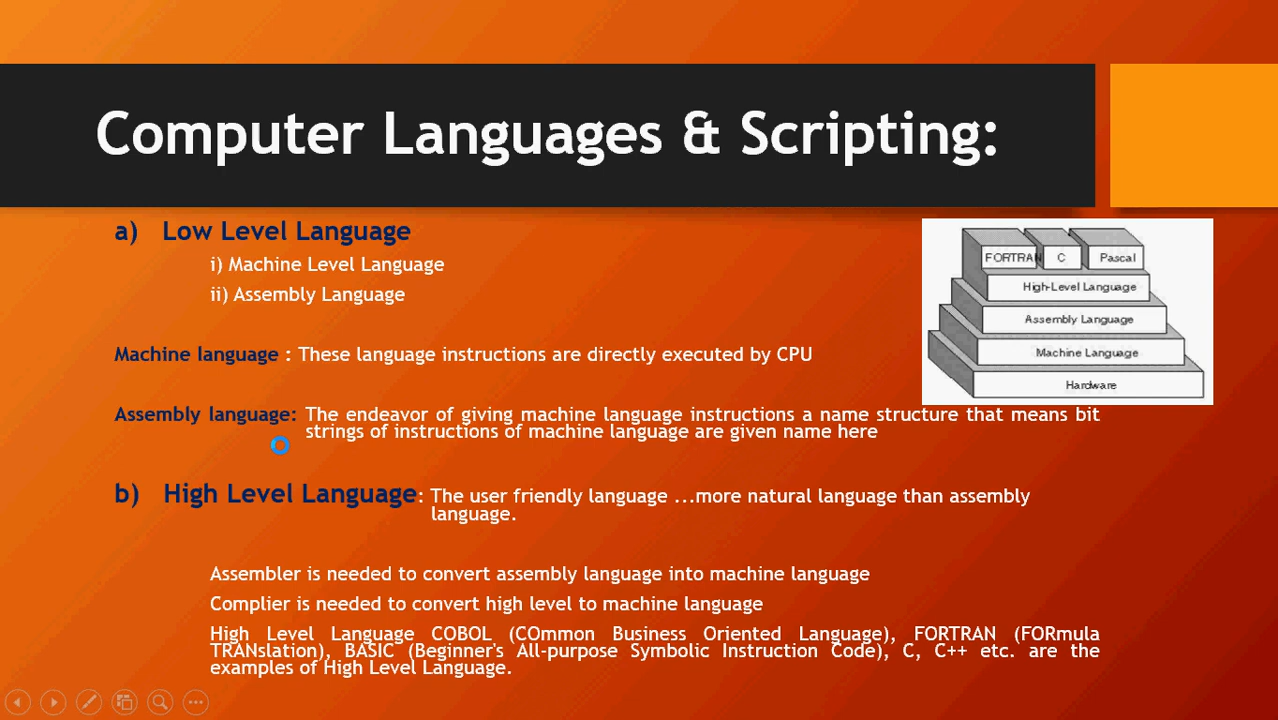 Computer Languages & Scripting:
a) Low Level Language
i) Machine Level Language
ii) Assembly Language
Machine language : These language instructions are directly executed by CPU
Assembly language: The endeavor of giving machine language instructions a name structure that means bit
strings of instructions of machine language are given name here
b) High Level Language: The user friendly language ...more natural language than assembly
language.
Assembler is needed to convert assembly language into machine language
Complier is needed to convert high level to machine language
High Level Language COBOL (COmmon Business Oriented Language), FORTRAN (FORmula
TRANslation), BASIC (Beginner's All-purpose Symbolic Instruction Code), C, C++ etc. are the
examples of High Level Language.
FORTRAN C Pascal
High-Level Language
Assembly Language
Machine Language
Hardware